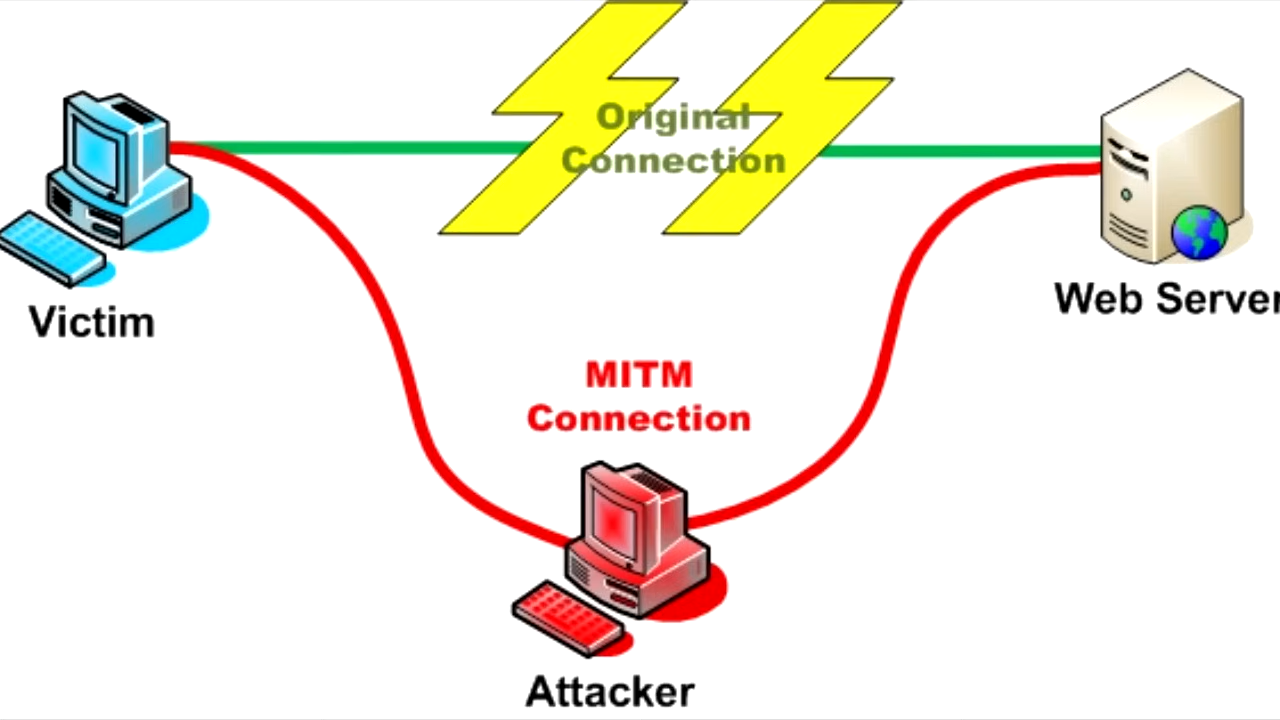 Original
Connection
Victim
Web Server
MITM
Connection
Attacker